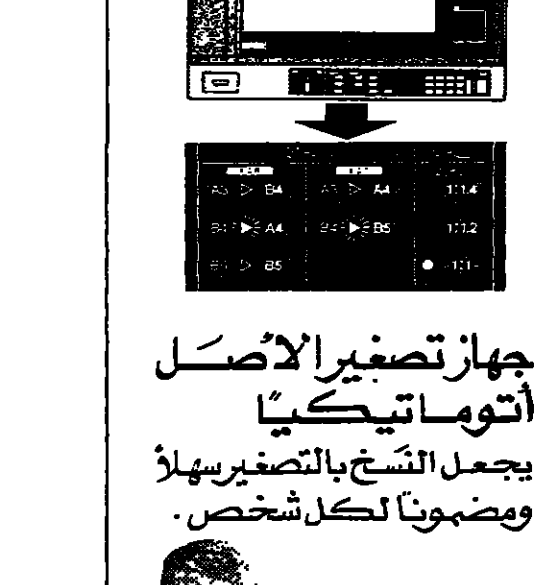 A3 ▷ B4 A3 ▷ A4 1:1.4
B4 ▶ A4 B4 ▶ B5 1:1.2
B5 1:1
جهاز تصغير الأصل
أتوماتيكيًا
يجعل النسخ بالتصغير سهلاً
ومضمونًا لكل شخص.